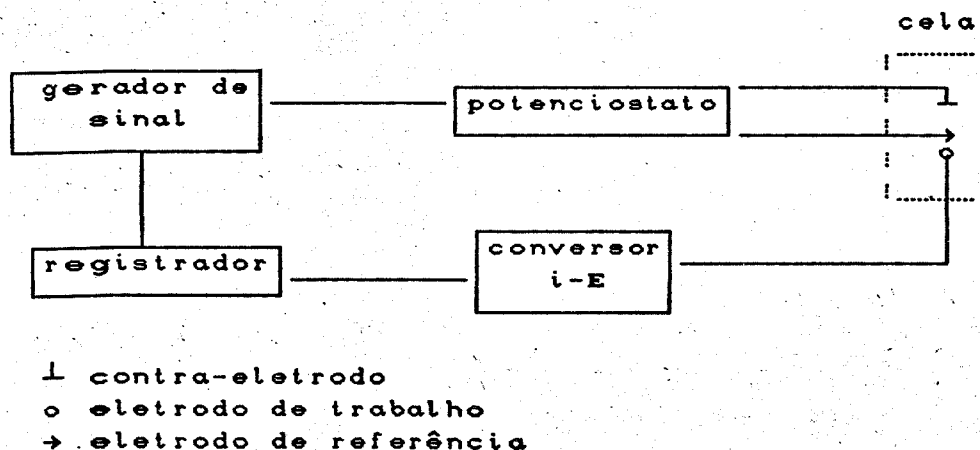 cela
gerador de
sinal
potenciostato
registrador
conversor
i-E
⊥ contra-eletrodo
o eletrodo de trabalho
→ eletrodo de referência